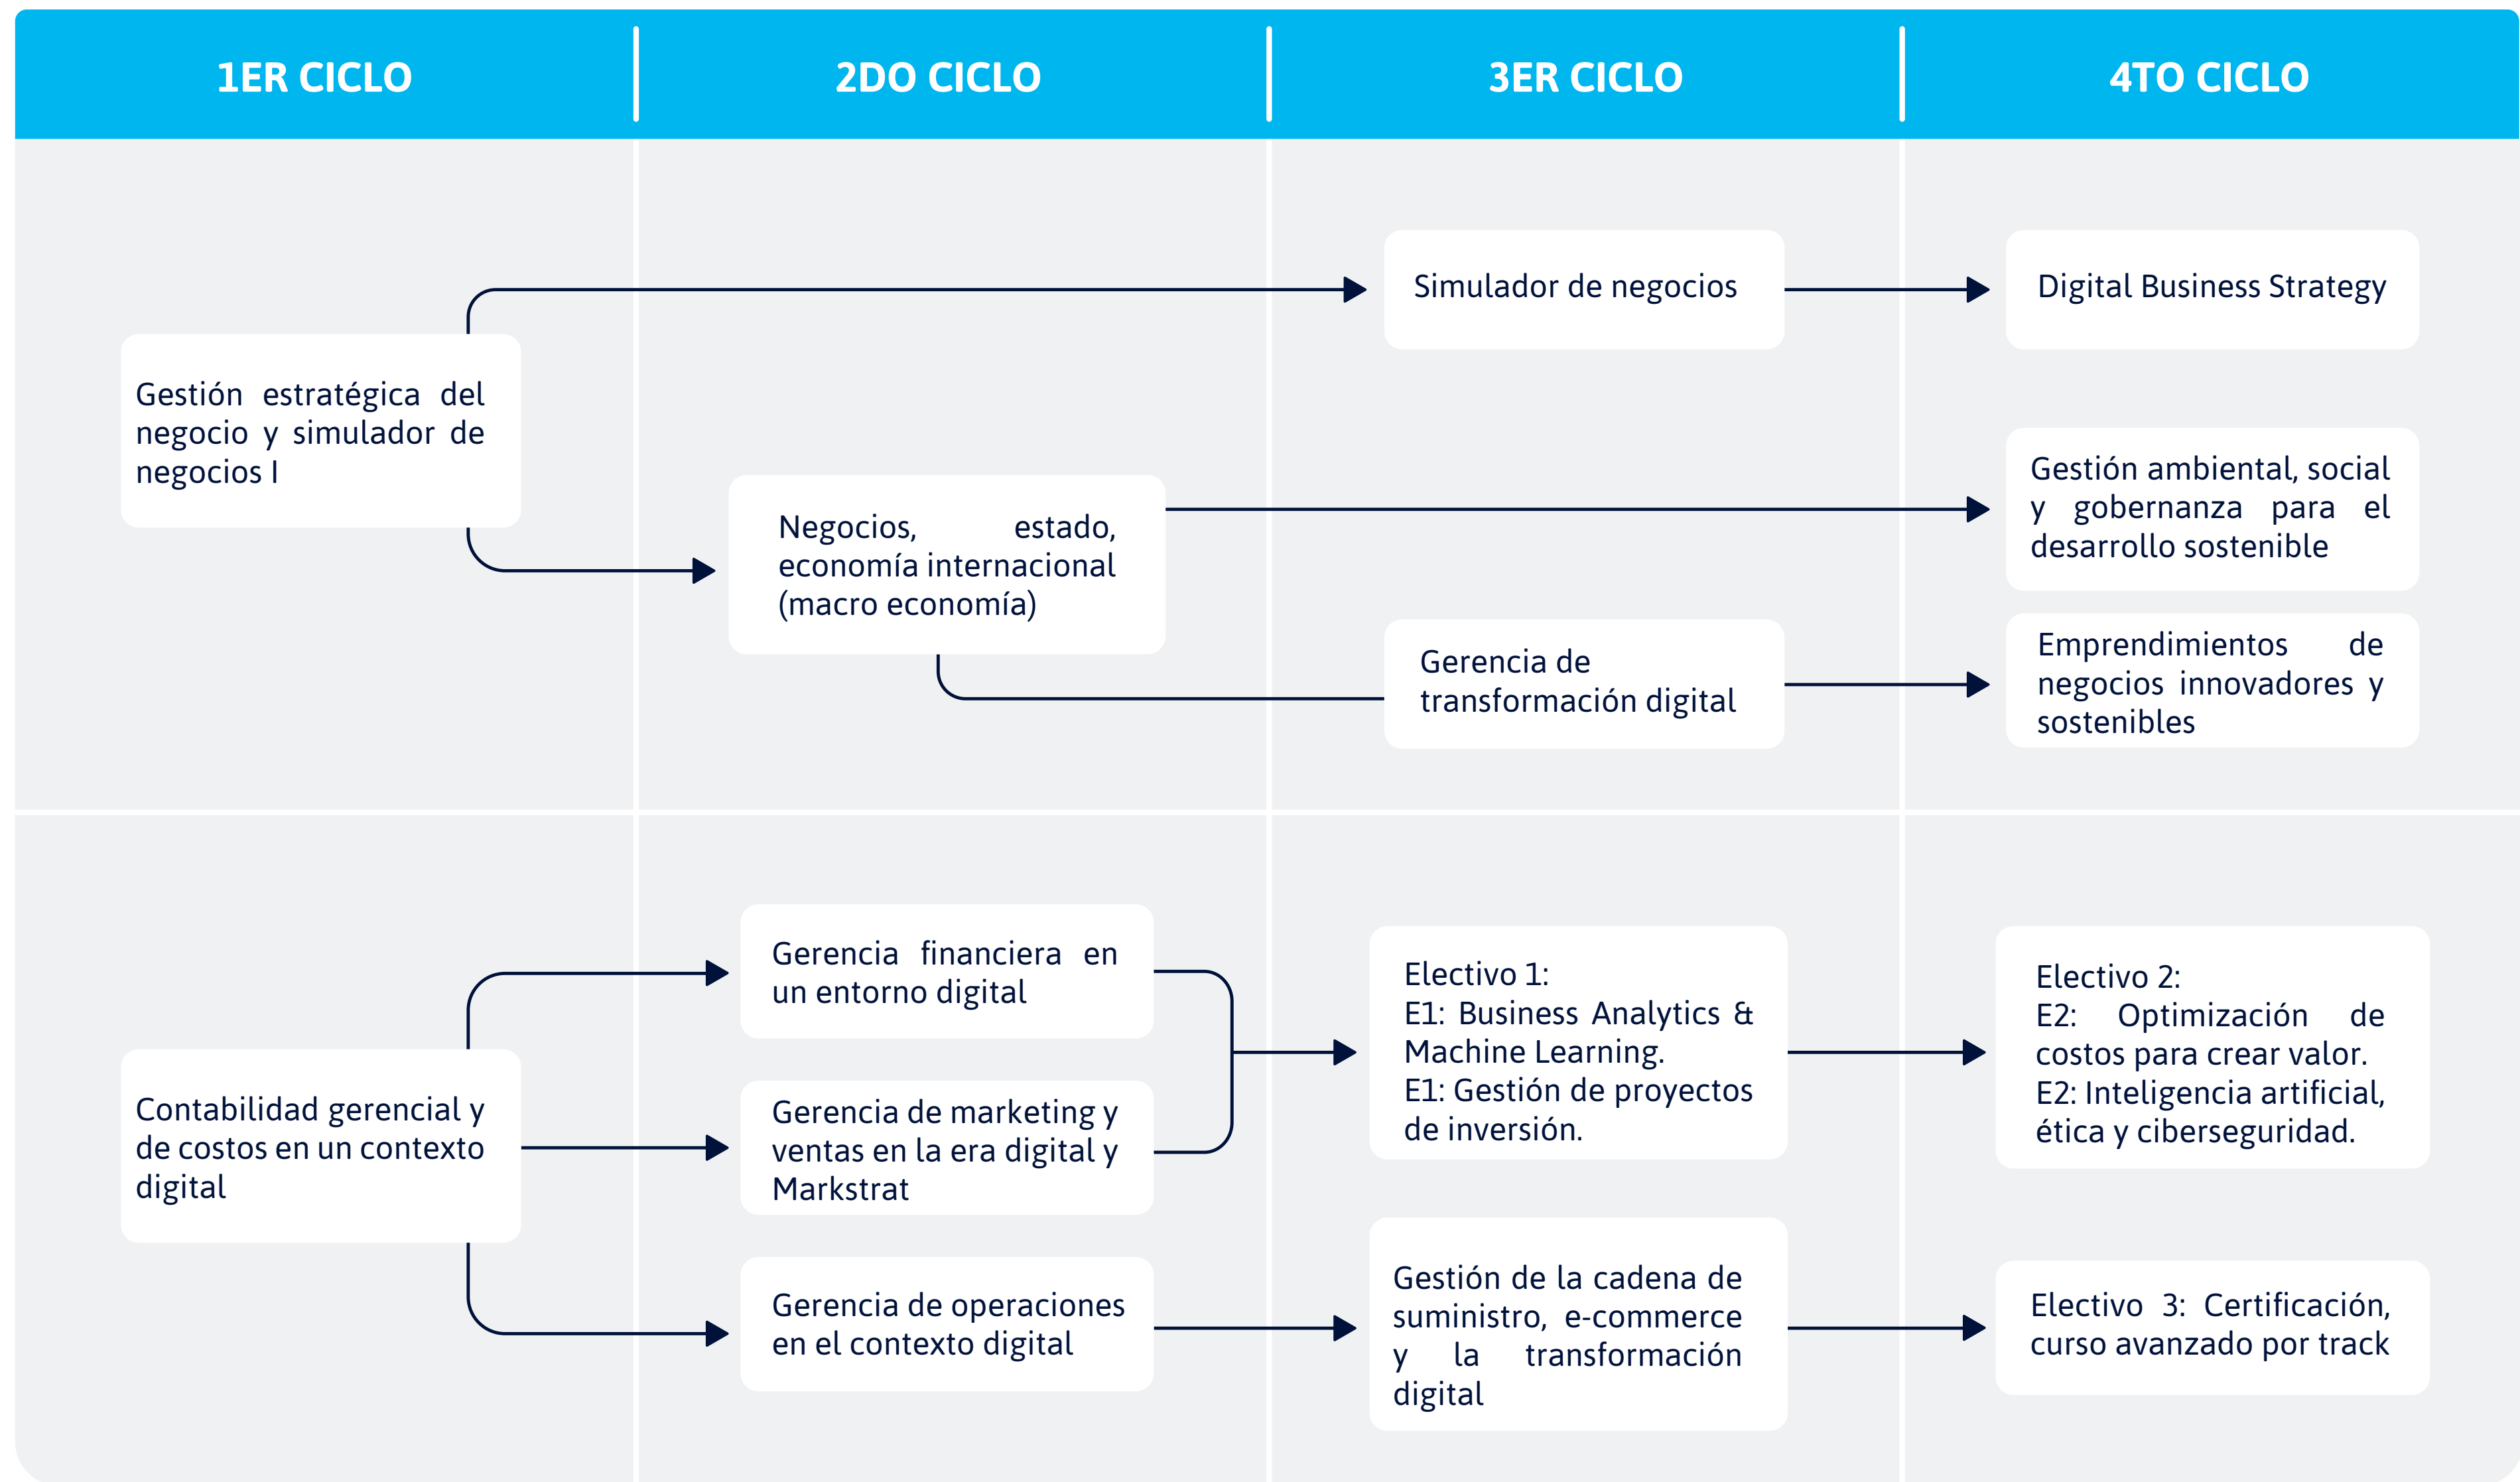 1ER CICLO
2DO CICLO
3ER CICLO
4TO CICLO
Simulador de negocios
Digital Business Strategy
Gestión estratégica del
negocio y simulador de
negocios I
Negocios, estado,
economía internacional
(macro economía)
Gestión ambiental, social
y gobernanza para el
desarrollo sostenible
Gerencia de
transformación digital
Emprendimientos de
negocios innovadores y
sostenibles
Contabilidad gerencial y
de costos en un contexto
digital
Gerencia financiera en
un entorno digital
Gerencia de marketing y
ventas en la era digital y
Markstrat
Gerencia de operaciones
en el contexto digital
Electivo 1:
E1: Business Analytics &
Machine Learning.
E1: Gestión de proyectos
de inversión.
Gestión de la cadena de
suministro, e-commerce
y la transformación
digital
Electivo 2:
E2: Optimización de
costos para crear valor.
E2: Inteligencia artificial,
ética y ciberseguridad.
Electivo 3: Certificación,
curso avanzado por track